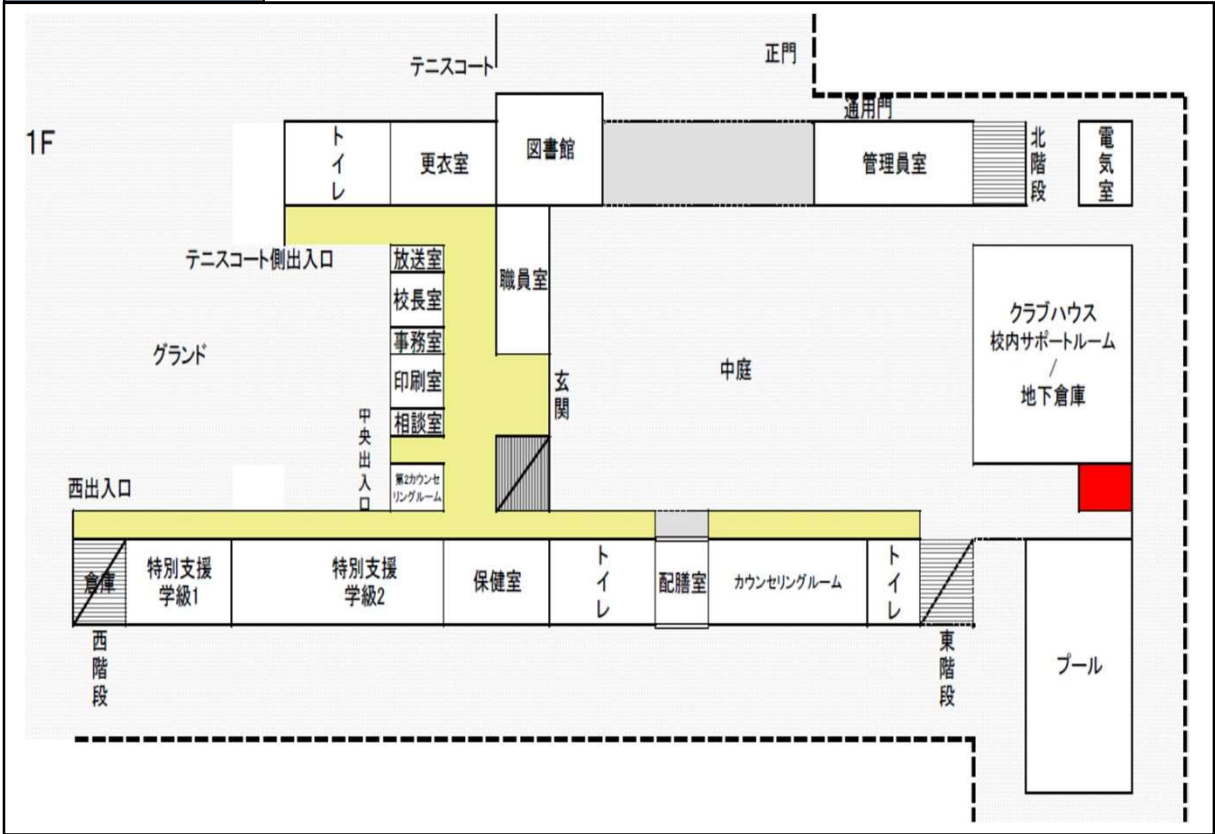 正門
テニスコート
通用門
1F
トイレ
更衣室
図書館
管理員室
北階段
電気室
テニスコート側出入口
放送室
職員室
校長室
クラブハウス
校内サポートルーム
/
地下倉庫
事務室
グランド
印刷室
玄関
中庭
相談室
中央出入口
第2カウンセ
リングルーム
西出入口
倉庫
特別支援
学級1
特別支援
学級2
保健室
トイレ
配膳室
カウンセリングルーム
トイレ
西階段
東階段
プール